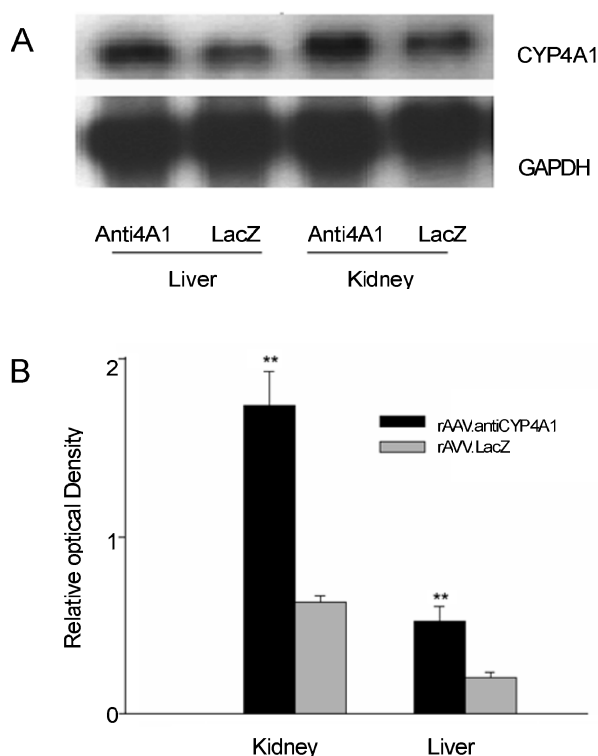 A
CYP4A1
GAPDH
Anti4A1 LacZ Anti4A1 LacZ
Liver Kidney
B
2
**
rAAV.antiCYP4A1
rAVV.LacZ
1
Relative optical Density
**
0
Kidney Liver